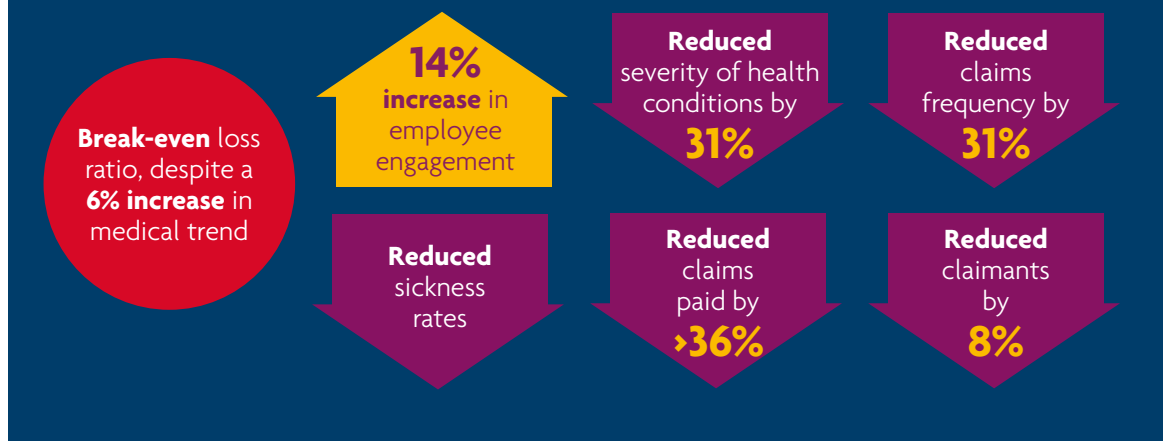 Break-even loss
ratio, despite a
6% increase in
medical trend
14%
increase in
employee
engagement
Reduced
severity of health
conditions by
31%
Reduced
claims
frequency by
31%
Reduced
sickness
rates
Reduced
claims
paid by
>36%
Reduced
claimants
by
8%